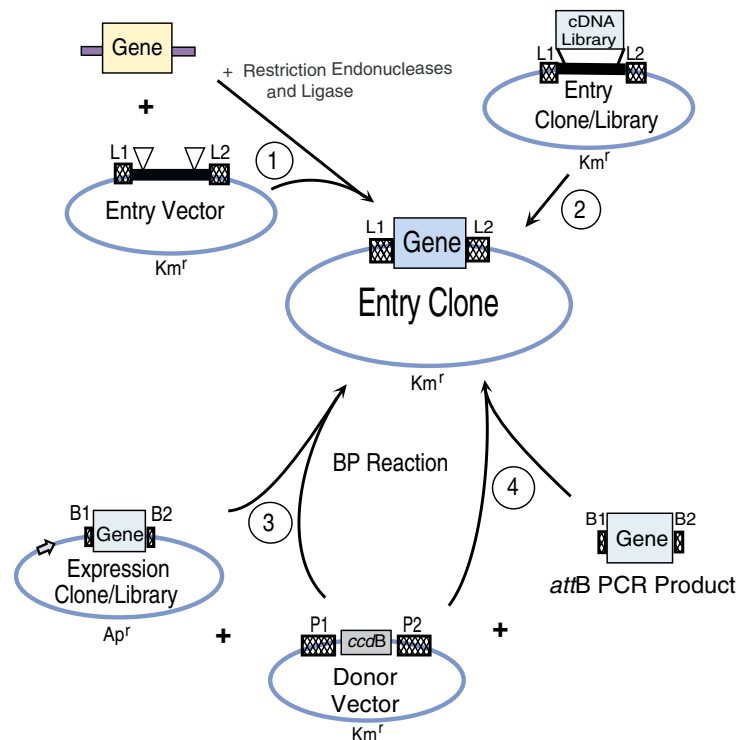 Gene
+ Restriction Endonucleases
and Ligase
+
L1 L2
Entry Vector
Kmr
1
cDNA
Library
L1 L2
Entry
Clone/Library
Kmr
2
L1 Gene L2
Entry Clone
Kmr
BP Reaction
3
4
B1 Gene B2
Expression
Clone/Library
Apr
+
P1 ccdB P2
Donor
Vector
Kmr
+
B1 Gene B2
attB PCR Product